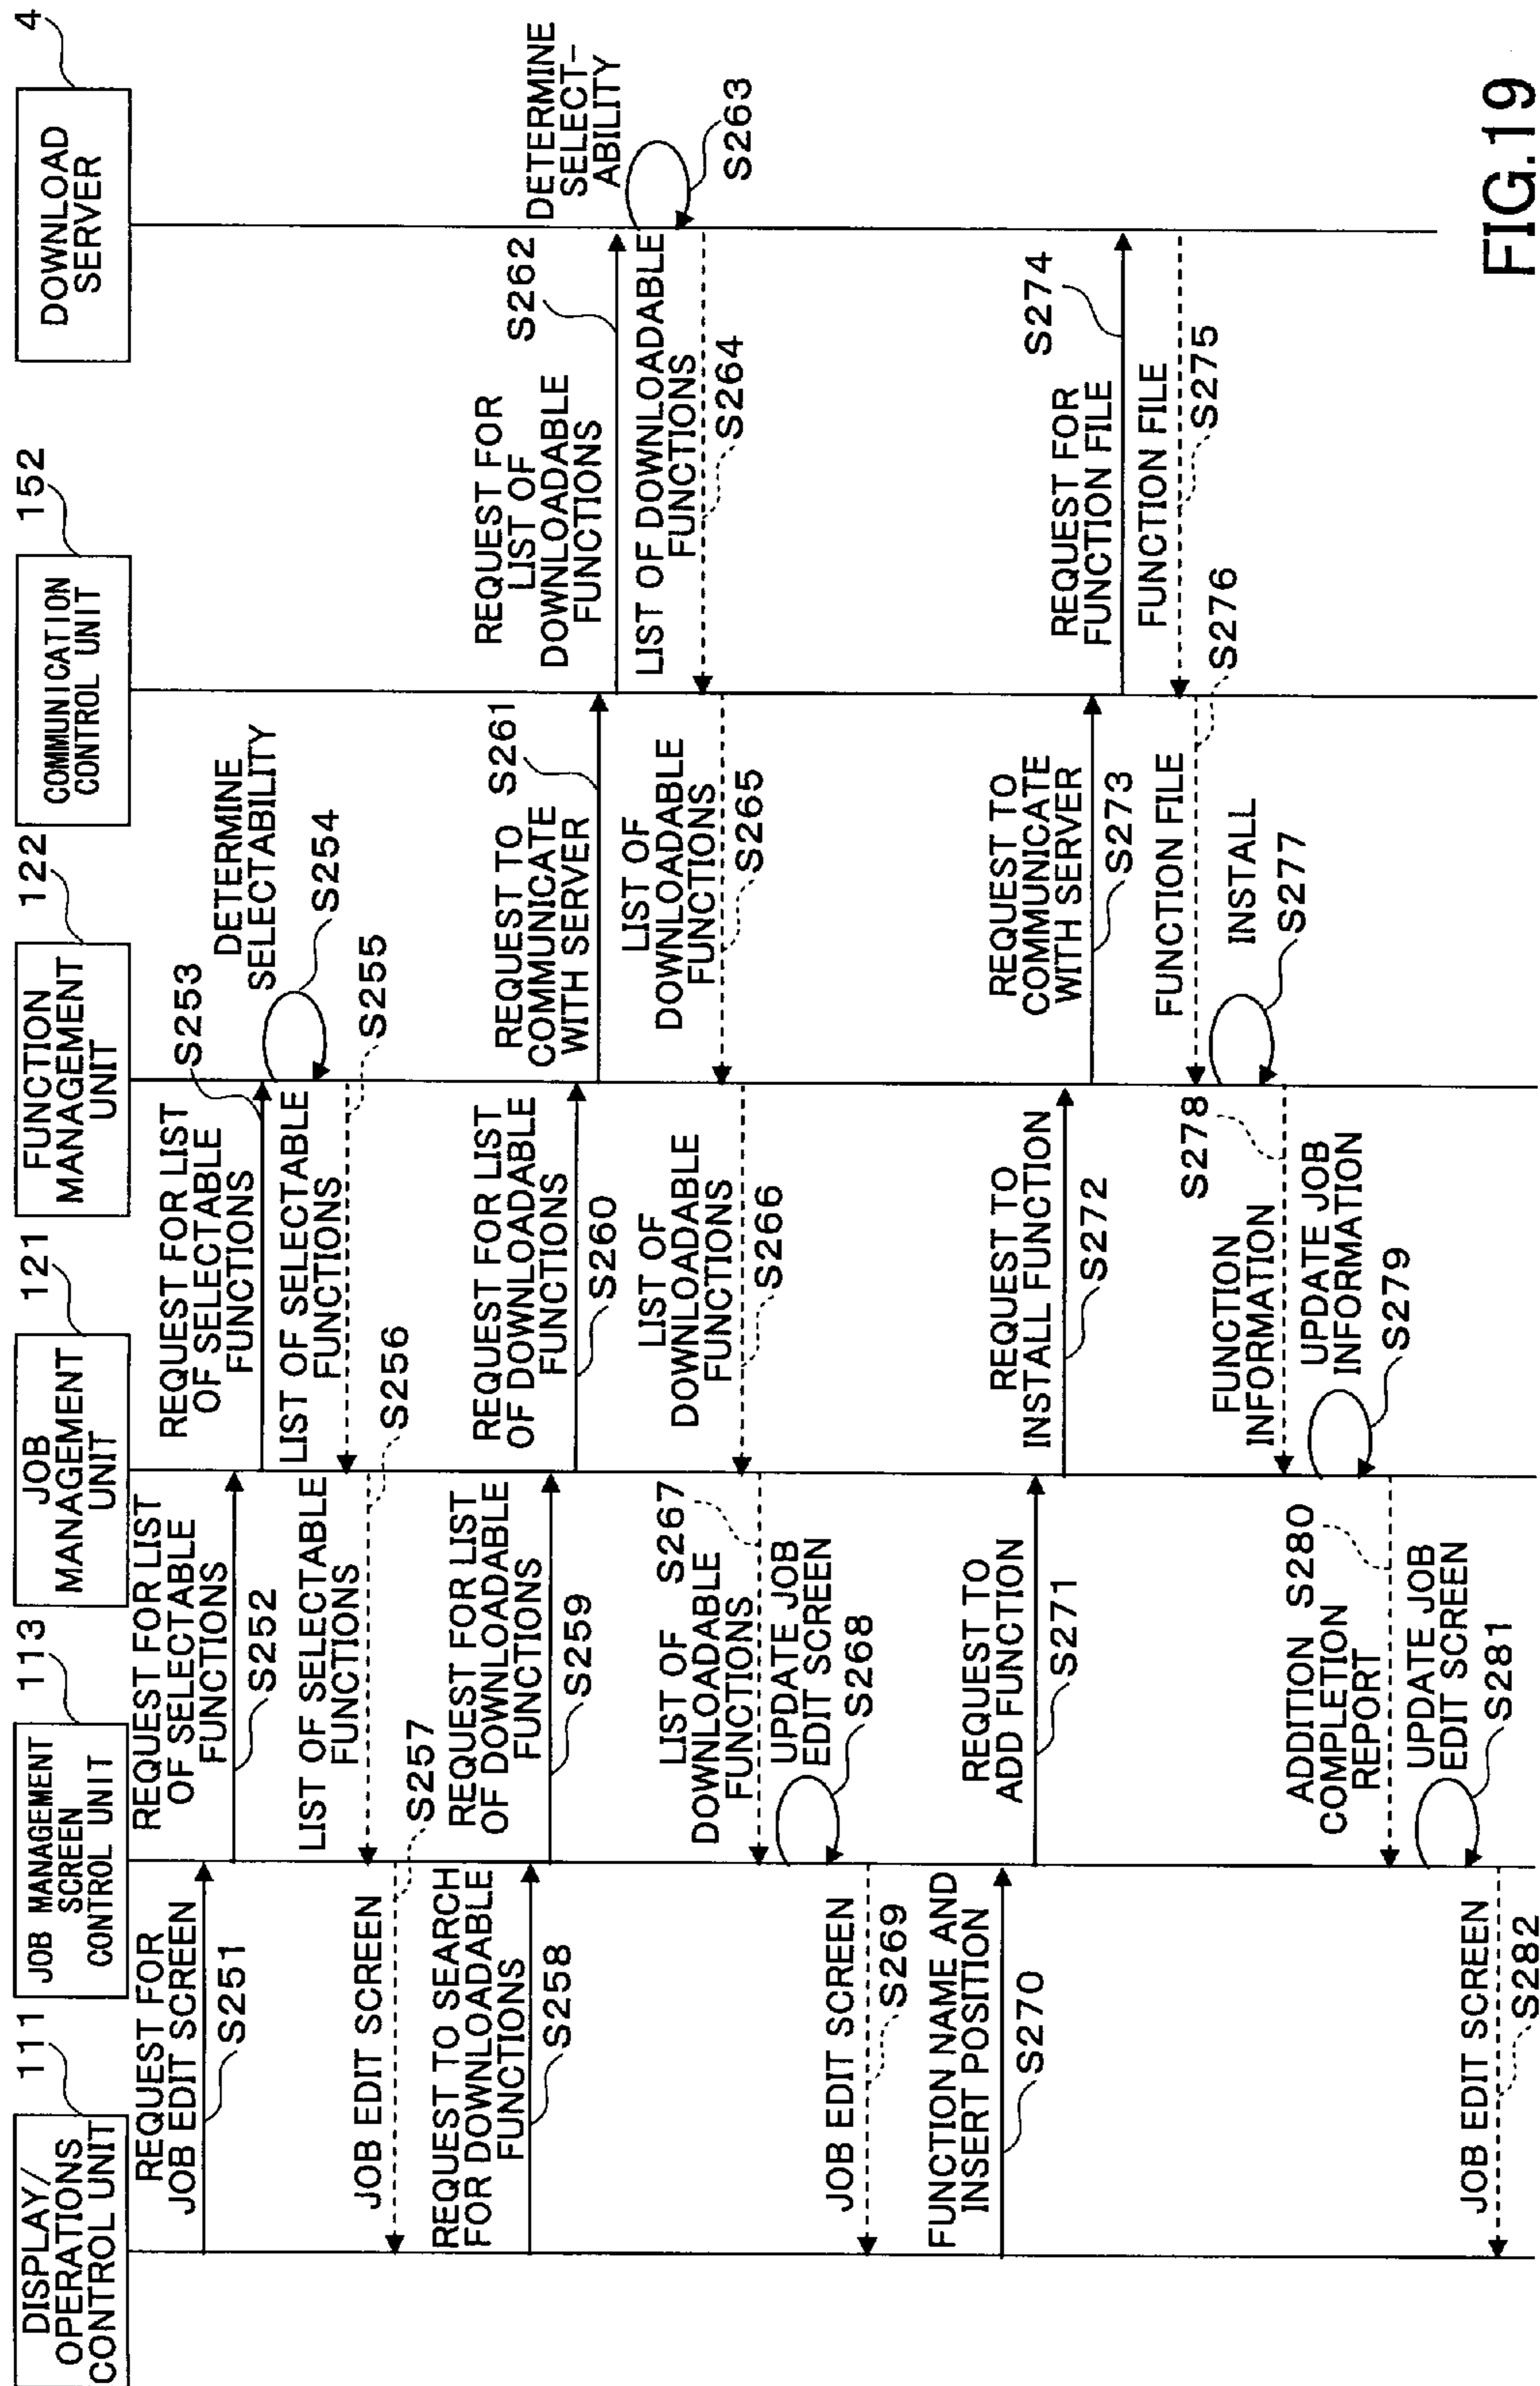 DISPLAY/
OPERATIONS
CONTROL UNIT
111
JOB MANAGEMENT
SCREEN
CONTROL UNIT
113
JOB
MANAGEMENT
UNIT
121
FUNCTION
MANAGEMENT
UNIT
122
COMMUNICATION
CONTROL UNIT
152
DOWNLOAD
SERVER
4
REQUEST FOR
JOB EDIT SCREEN
S251
REQUEST FOR LIST
OF SELECTABLE
FUNCTIONS
S252
REQUEST FOR LIST
OF SELECTABLE
FUNCTIONS
S253
DETERMINE
SELECTABILITY
S254
LIST OF SELECTABLE
FUNCTIONS
S255
LIST OF SELECTABLE
FUNCTIONS
S256
JOB EDIT SCREEN
S257
REQUEST TO SEARCH
FOR DOWNLOADABLE
FUNCTIONS
S258
REQUEST FOR LIST
OF DOWNLOADABLE
FUNCTIONS
S259
REQUEST FOR LIST
OF DOWNLOADABLE
FUNCTIONS
S260
REQUEST TO
COMMUNICATE
WITH SERVER
S261
REQUEST FOR
LIST OF
DOWNLOADABLE
FUNCTIONS
S262
DETERMINE
SELECT-
ABILITY
S263
LIST OF DOWNLOADABLE
FUNCTIONS
S264
LIST OF
DOWNLOADABLE
FUNCTIONS
S265
LIST OF
DOWNLOADABLE
FUNCTIONS
S266
LIST OF
DOWNLOADABLE
FUNCTIONS
S267
UPDATE JOB
EDIT SCREEN
S268
JOB EDIT SCREEN
S269
FUNCTION NAME AND
INSERT POSITION
S270
REQUEST TO
ADD FUNCTION
S271
REQUEST TO
INSTALL FUNCTION
S272
REQUEST TO
COMMUNICATE
WITH SERVER
S273
REQUEST FOR
FUNCTION FILE
S274
FUNCTION FILE
S275
FUNCTION FILE
S276
INSTALL
S277
FUNCTION
INFORMATION
S278
UPDATE JOB
INFORMATION
S279
ADDITION
COMPLETION
REPORT
S280
UPDATE JOB
EDIT SCREEN
S281
JOB EDIT SCREEN
S282
FIG.19